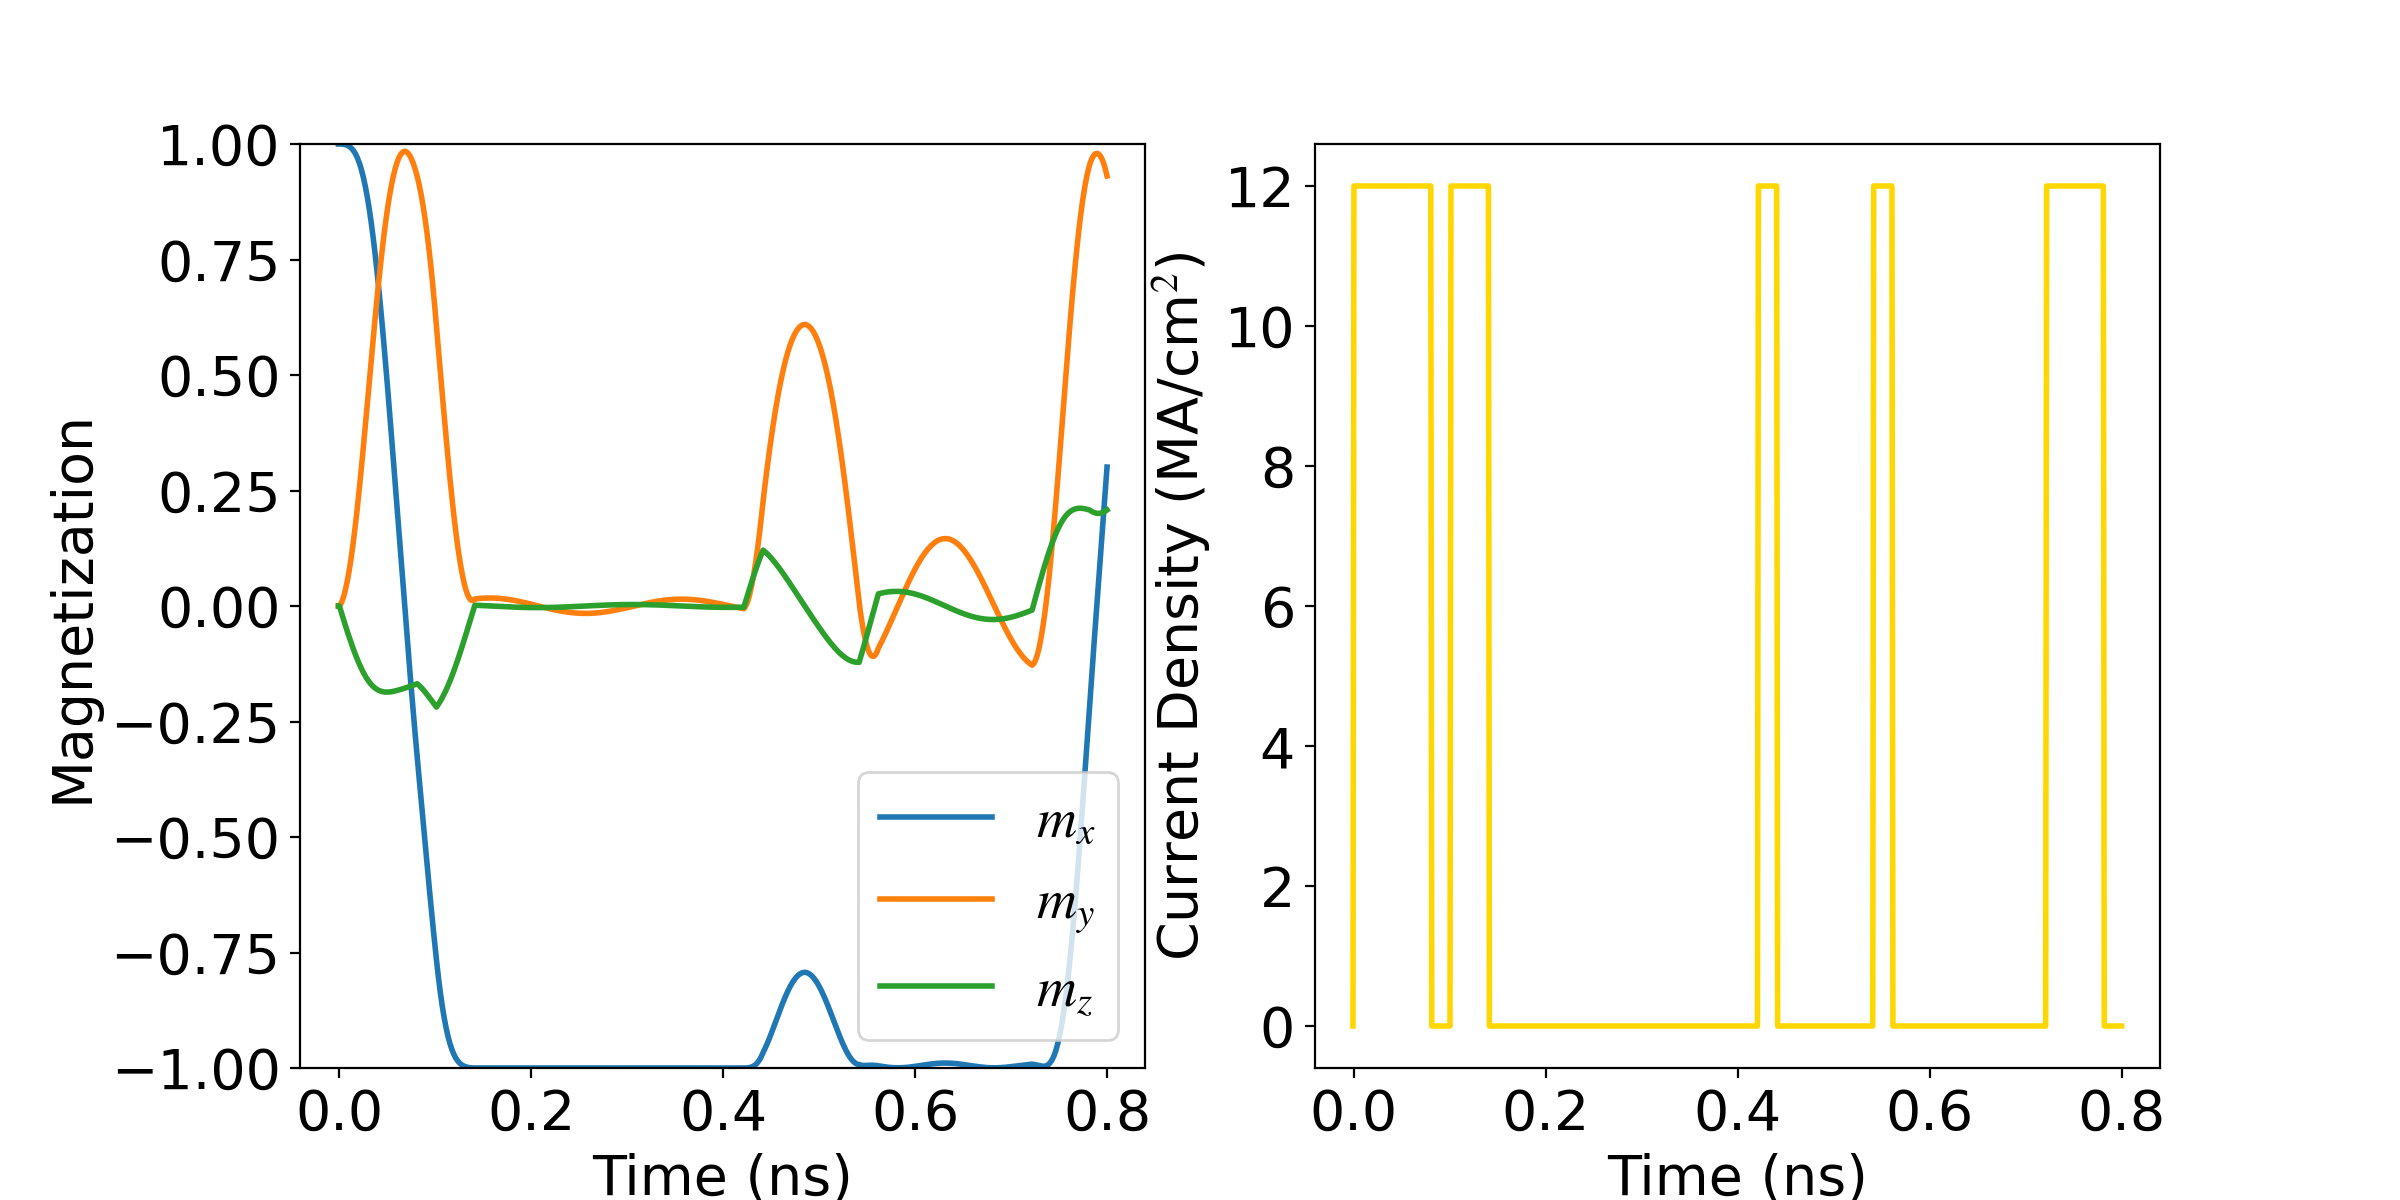 Magnetization
1.00
0.75
0.50
0.25
0.00
−0.25
−0.50
−0.75
−1.00
0.0 0.2 0.4 0.6 0.8
Time (ns)
m_x
m_y
m_z
Current Density (MA/cm²)
12
10
8
6
4
2
0
0.0 0.2 0.4 0.6 0.8
Time (ns)